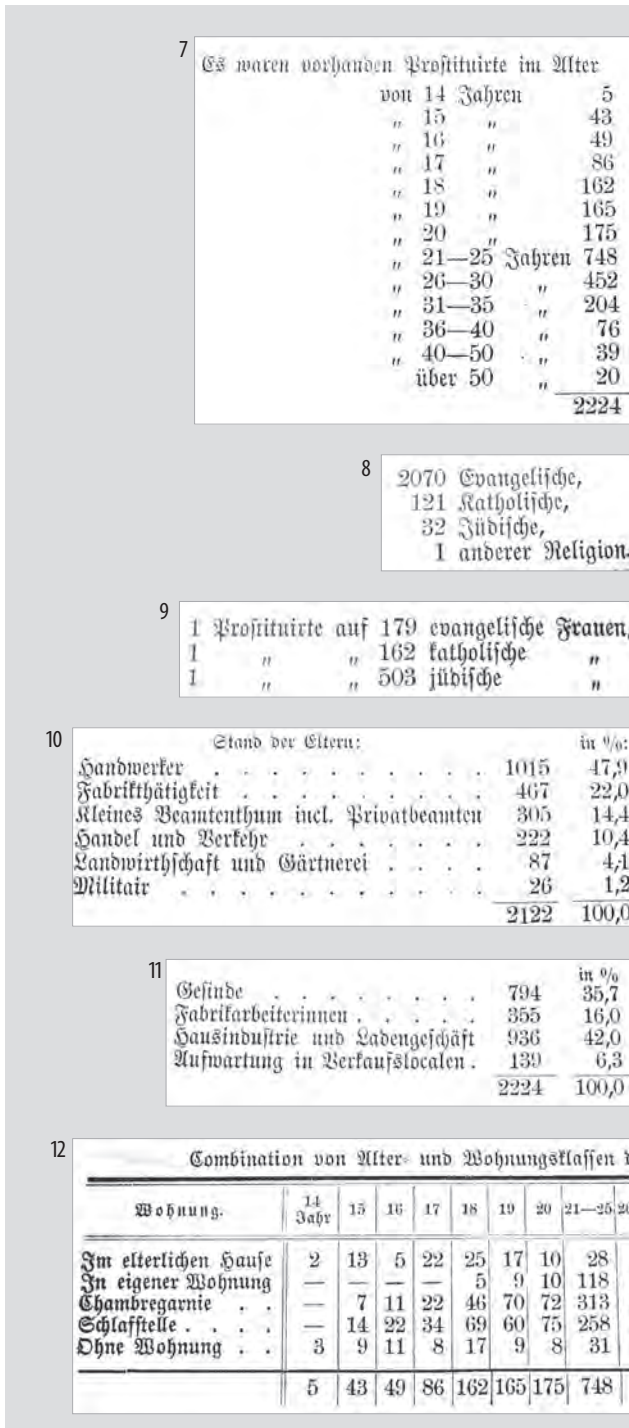 7
Es waren vorhanden Prostituirte im Alter
von 14 Jahren 5
„ 15 „ 43
„ 16 „ 49
„ 17 „ 86
„ 18 „ 162
„ 19 „ 165
„ 20 „ 175
„ 21—25 Jahren 748
„ 26—30 „ 452
„ 31—35 „ 204
„ 36—40 „ 76
„ 40—50 „ 39
über 50 „ 20
2224
8
2070 Evangelische,
121 Katholische,
32 Jüdische,
1 anderer Religion.
9
1 Prostituirte auf 179 evangelische Frauen,
1 „ „ 162 katholische „
1 „ „ 503 jüdische „
10
Stand der Eltern: in %:
Handwerker . . . . . . . . . 1015 47,9
Fabrikthätigkeit . . . . . . . . 467 22,0
Kleines Beamtenthum incl. Privatbeamten 305 14,4
Handel und Verkehr . . . . . . 222 10,4
Landwirthschaft und Gärtnerei . . . . 87 4,1
Militair . . . . . . . . . . . 26 1,2
2122 100,0
11
in %
Gesinde . . . . . . . 794 35,7
Fabrikarbeiterinnen . . . . . 355 16,0
Hausindustrie und Ladengeschäft 936 42,0
Aufwartung in Verkaufslocalen . 139 6,3
2224 100,0
12
Combination von Alter- und Wohnungsklassen
Wohnung. 14 Jahr 15 16 17 18 19 20 21—25
Im elterlichen Hause 2 13 5 22 25 17 10 28
In eigener Wohnung — — — — 5 9 10 118
Chambregarnie . . — 7 11 22 46 70 72 313
Schlafstelle . . . . — 14 22 34 69 60 75 258
Ohne Wohnung . . 3 9 11 8 17 9 8 31
5 43 49 86 162 165 175 748